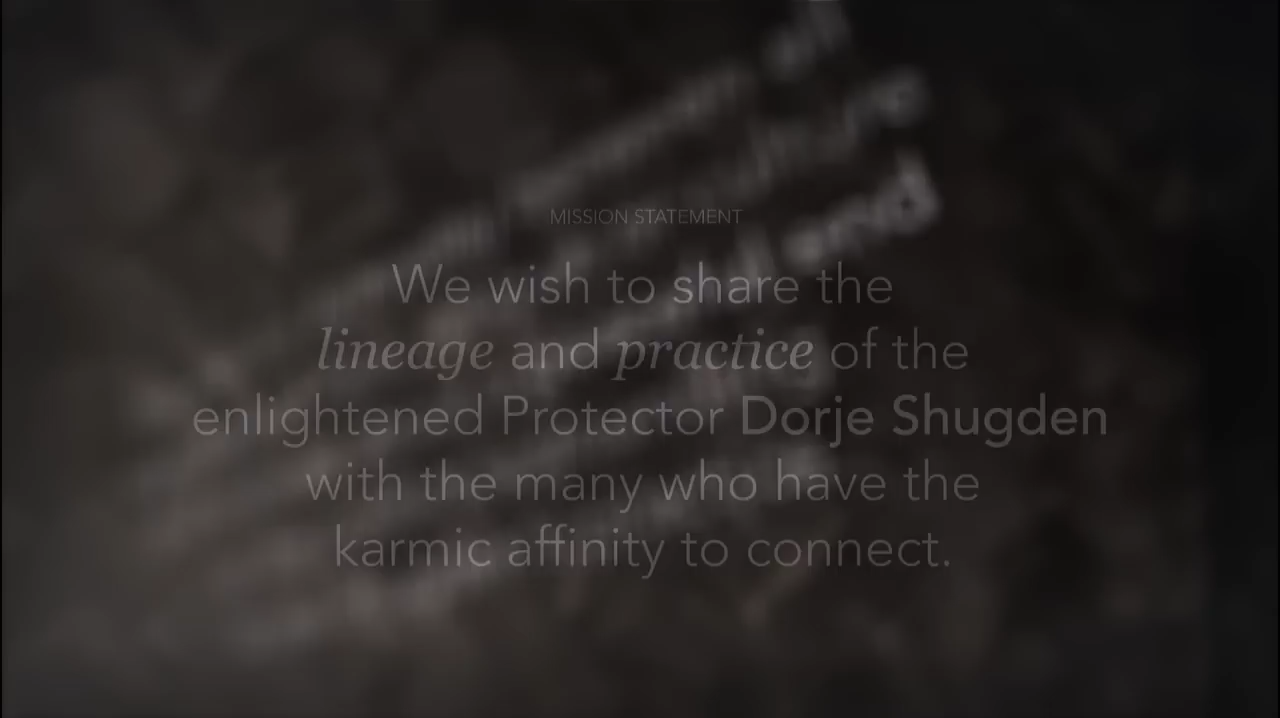 MISSION STATEMENT
We wish to share the
lineage and practice of the
enlightened Protector Dorje Shugden
with the many who have the
karmic affinity to connect.